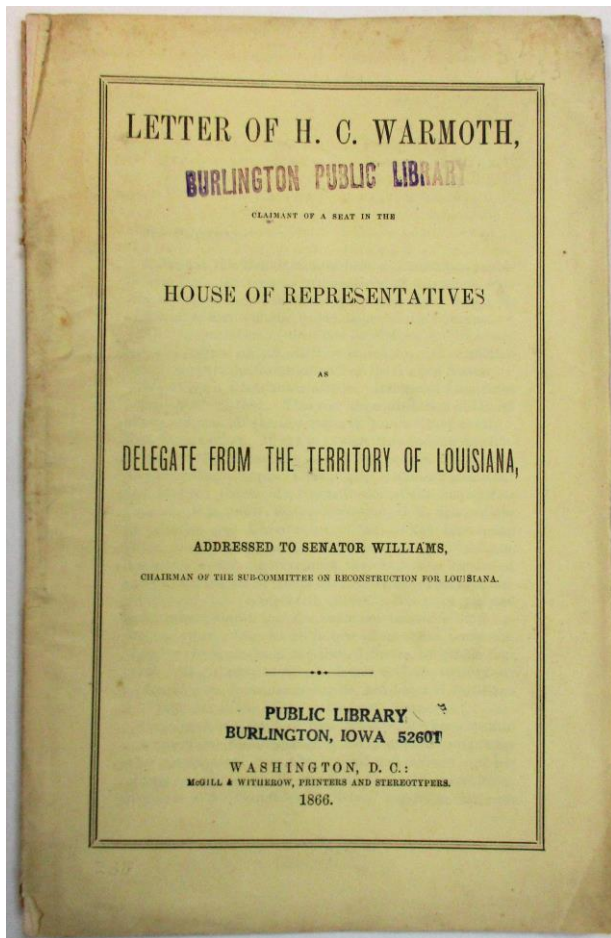 LETTER OF H. C. WARMOTH,
BURLINGTON PUBLIC LIBRARY
CLAIMANT OF A SEAT IN THE
HOUSE OF REPRESENTATIVES
AS
DELEGATE FROM THE TERRITORY OF LOUISIANA,
ADDRESSED TO SENATOR WILLIAMS,
CHAIRMAN OF THE SUB-COMMITTEE ON RECONSTRUCTION FOR LOUISIANA.
PUBLIC LIBRARY
BURLINGTON, IOWA 52601
WASHINGTON, D. C.:
McGILL & WITHEROW, PRINTERS AND STEREOTYPERS.
1866.